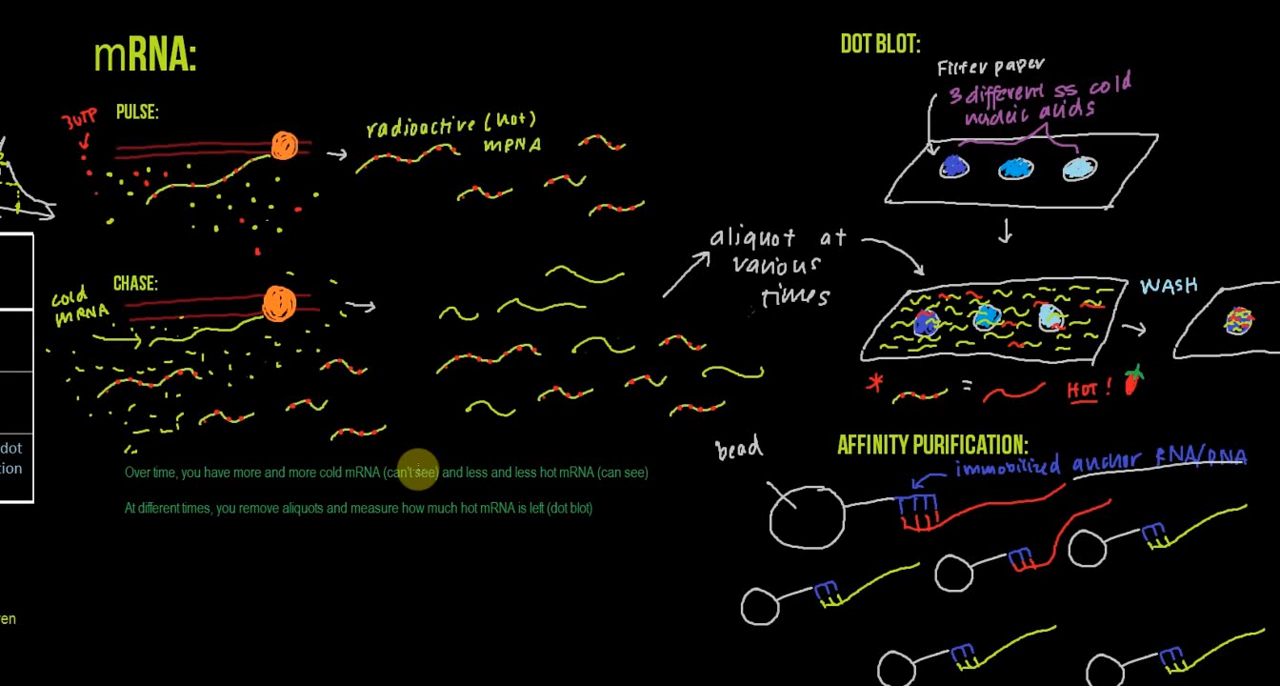 mRNA:
PULSE:
3UTP
radioactive (hot)
mRNA
CHASE:
cold
mRNA
Over time, you have more and more cold mRNA (can't see) and less and less hot mRNA (can see)
At different times, you remove aliquots and measure how much hot mRNA is left (dot blot)
aliquot at
various
times
DOT BLOT:
Filter paper
3 different ss cold
nucleic acids
WASH
* = HOT!
AFFINITY PURIFICATION:
bead
immobilized anchor RNA/DNA
dot
tion
en